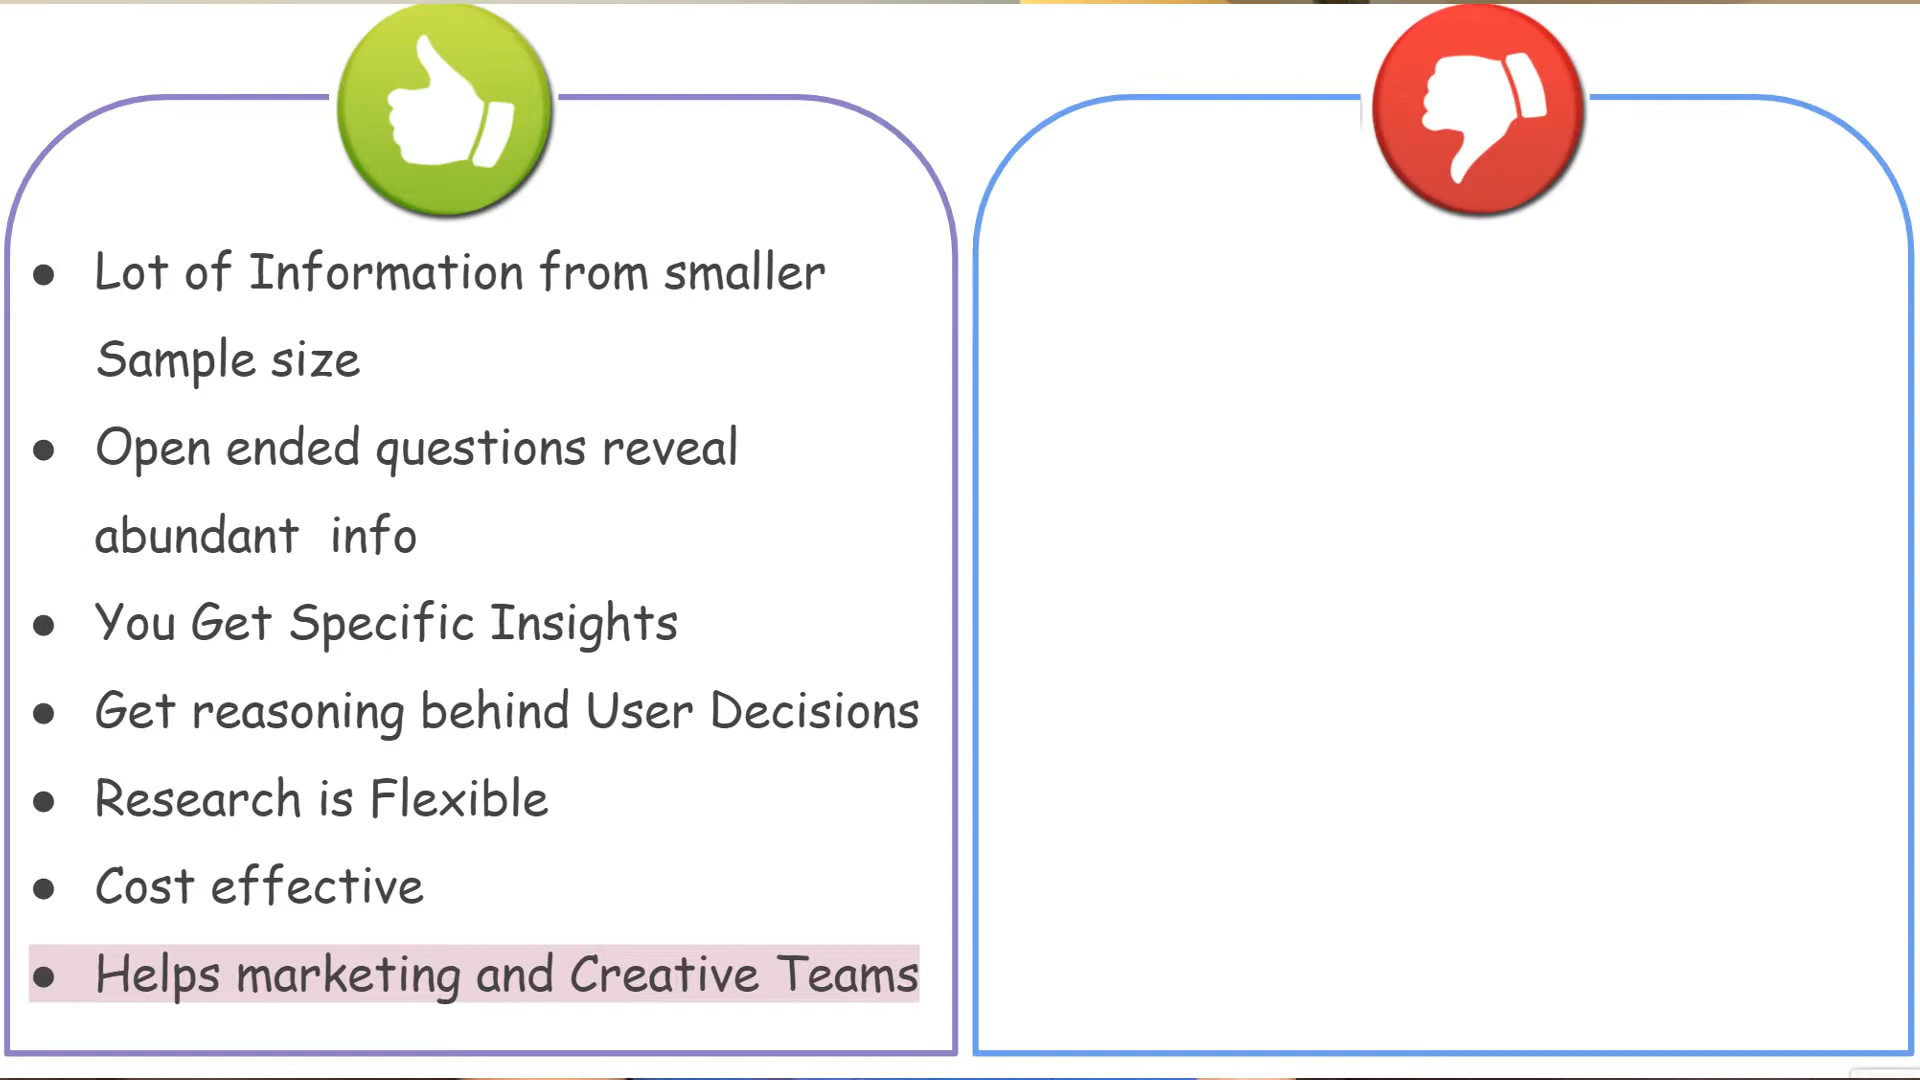 ● Lot of Information from smaller
Sample size
● Open ended questions reveal
abundant  info
● You Get Specific Insights
● Get reasoning behind User Decisions
● Research is Flexible
● Cost effective
● Helps marketing and Creative Teams